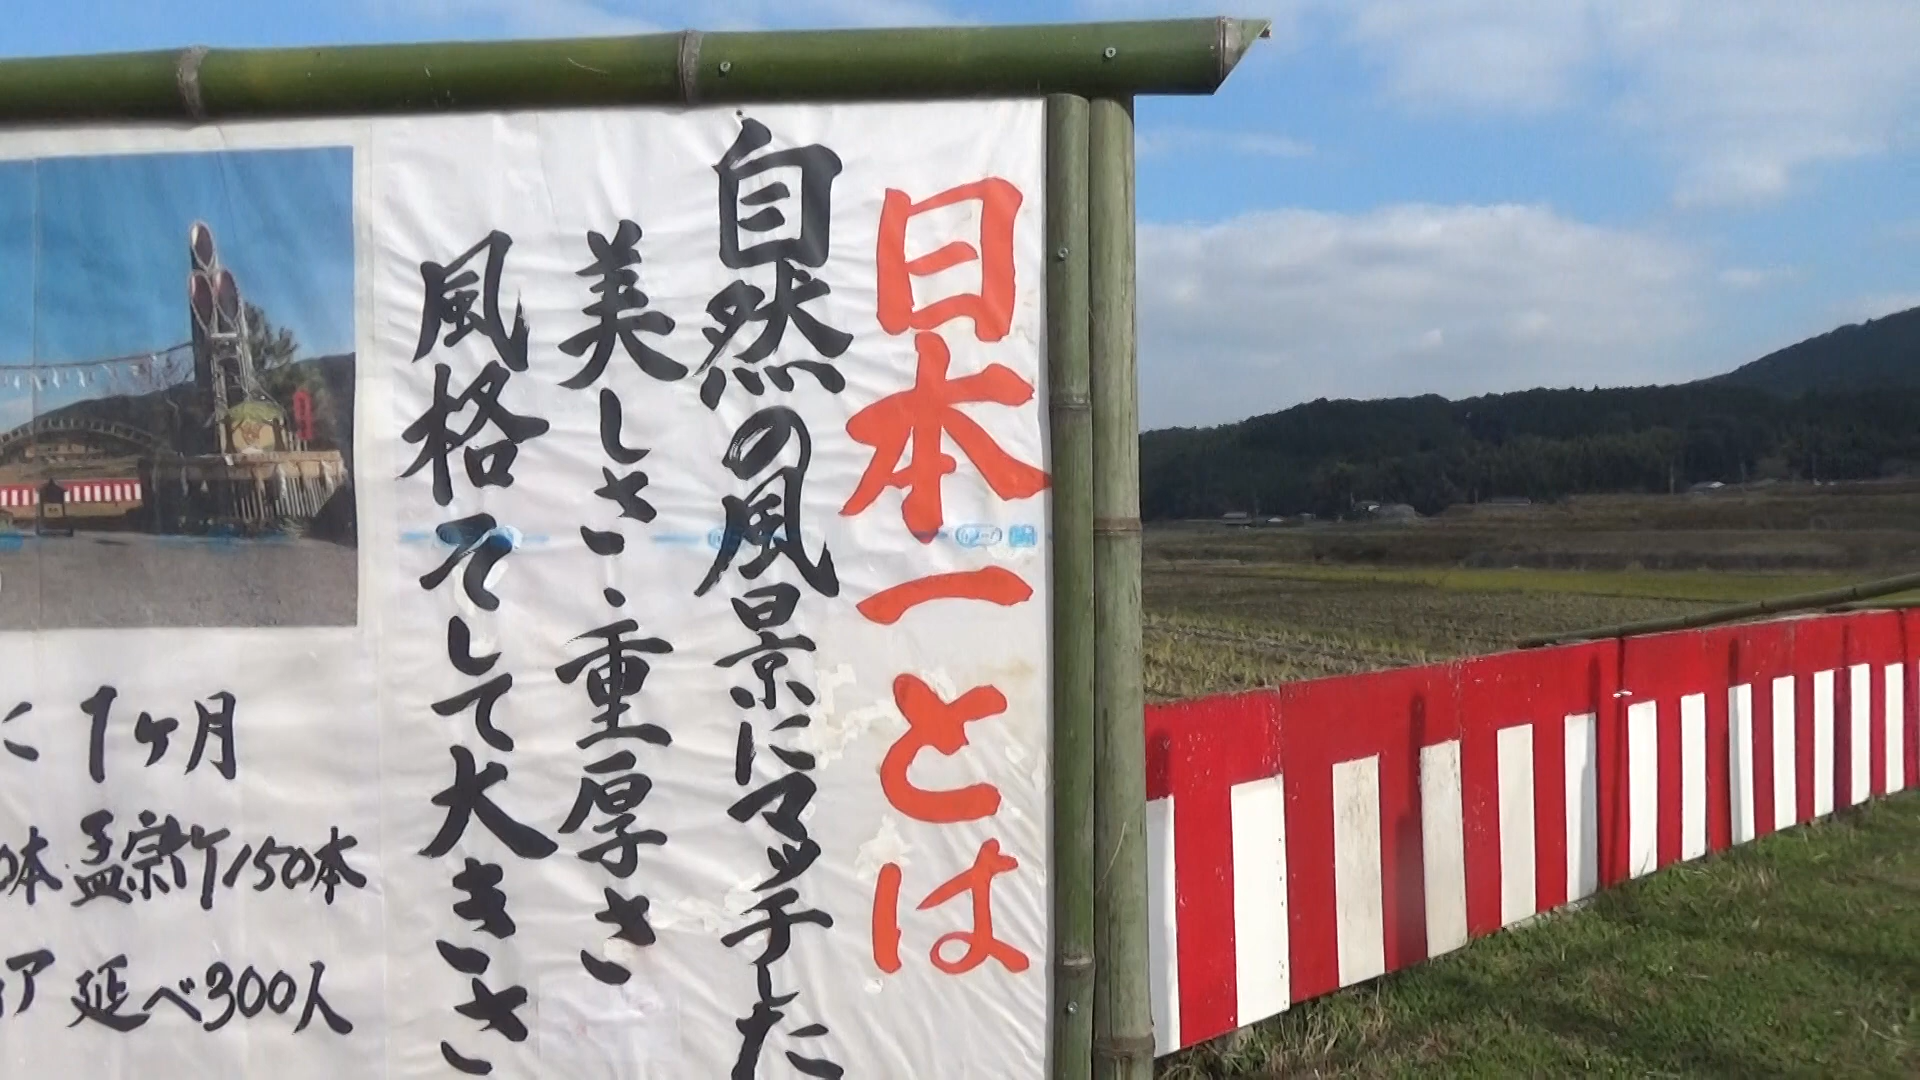 日本一とは
自然の風景にマッチした
美しさ・重厚さ
風格そして大きさ
に 1ヶ月
0本 孟宗竹150本
ア 延べ300人